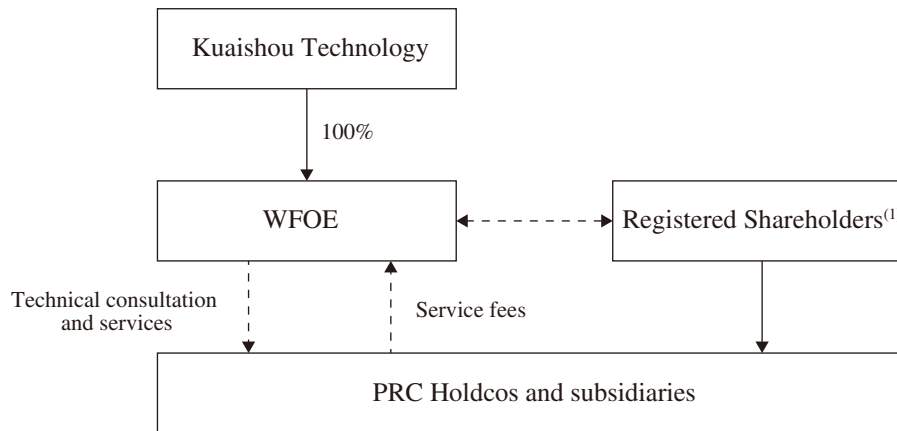 Kuaishou Technology
100%
WFOE
Registered Shareholders(1)
Technical consultation
and services
Service fees
PRC Holdcos and subsidiaries